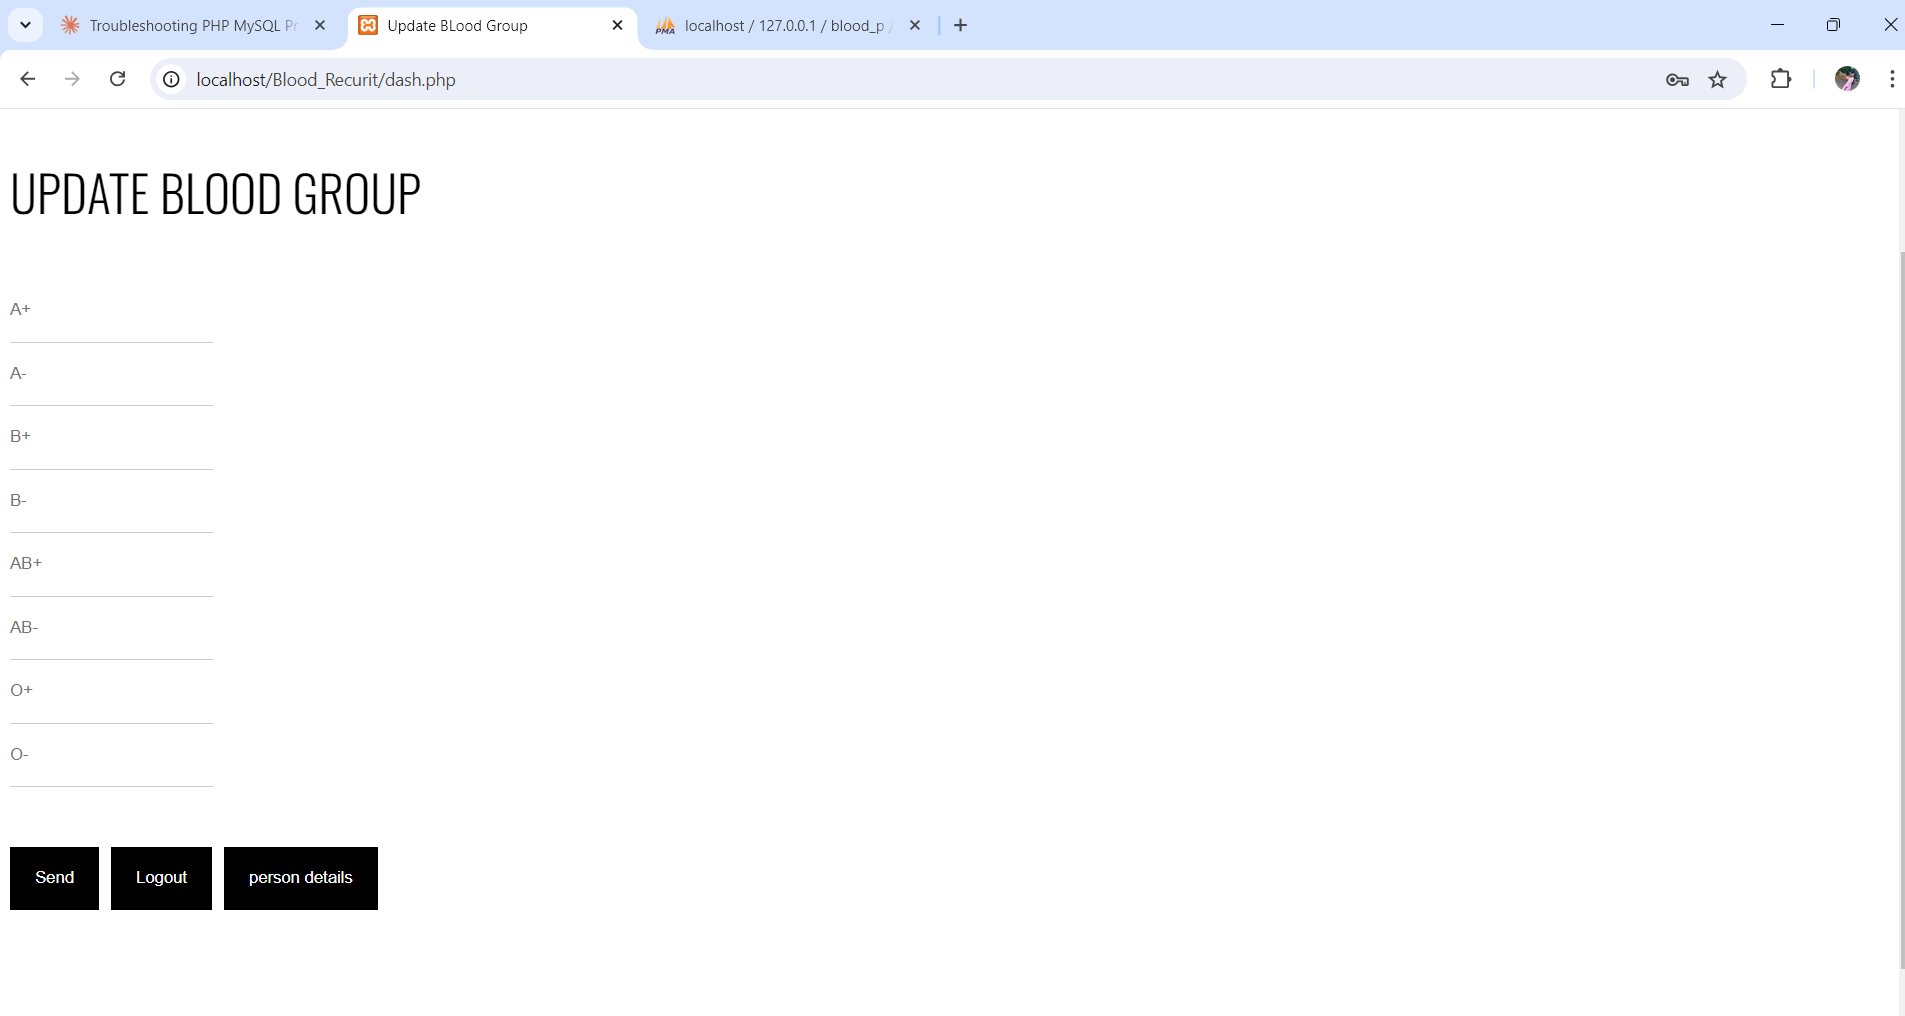 Troubleshooting PHP MySQL Pr
Update BLood Group
localhost / 127.0.0.1 / blood_p /
localhost/Blood_Recurit/dash.php
UPDATE BLOOD GROUP
A+
A-
B+
B-
AB+
AB-
O+
O-
Send
Logout
person details